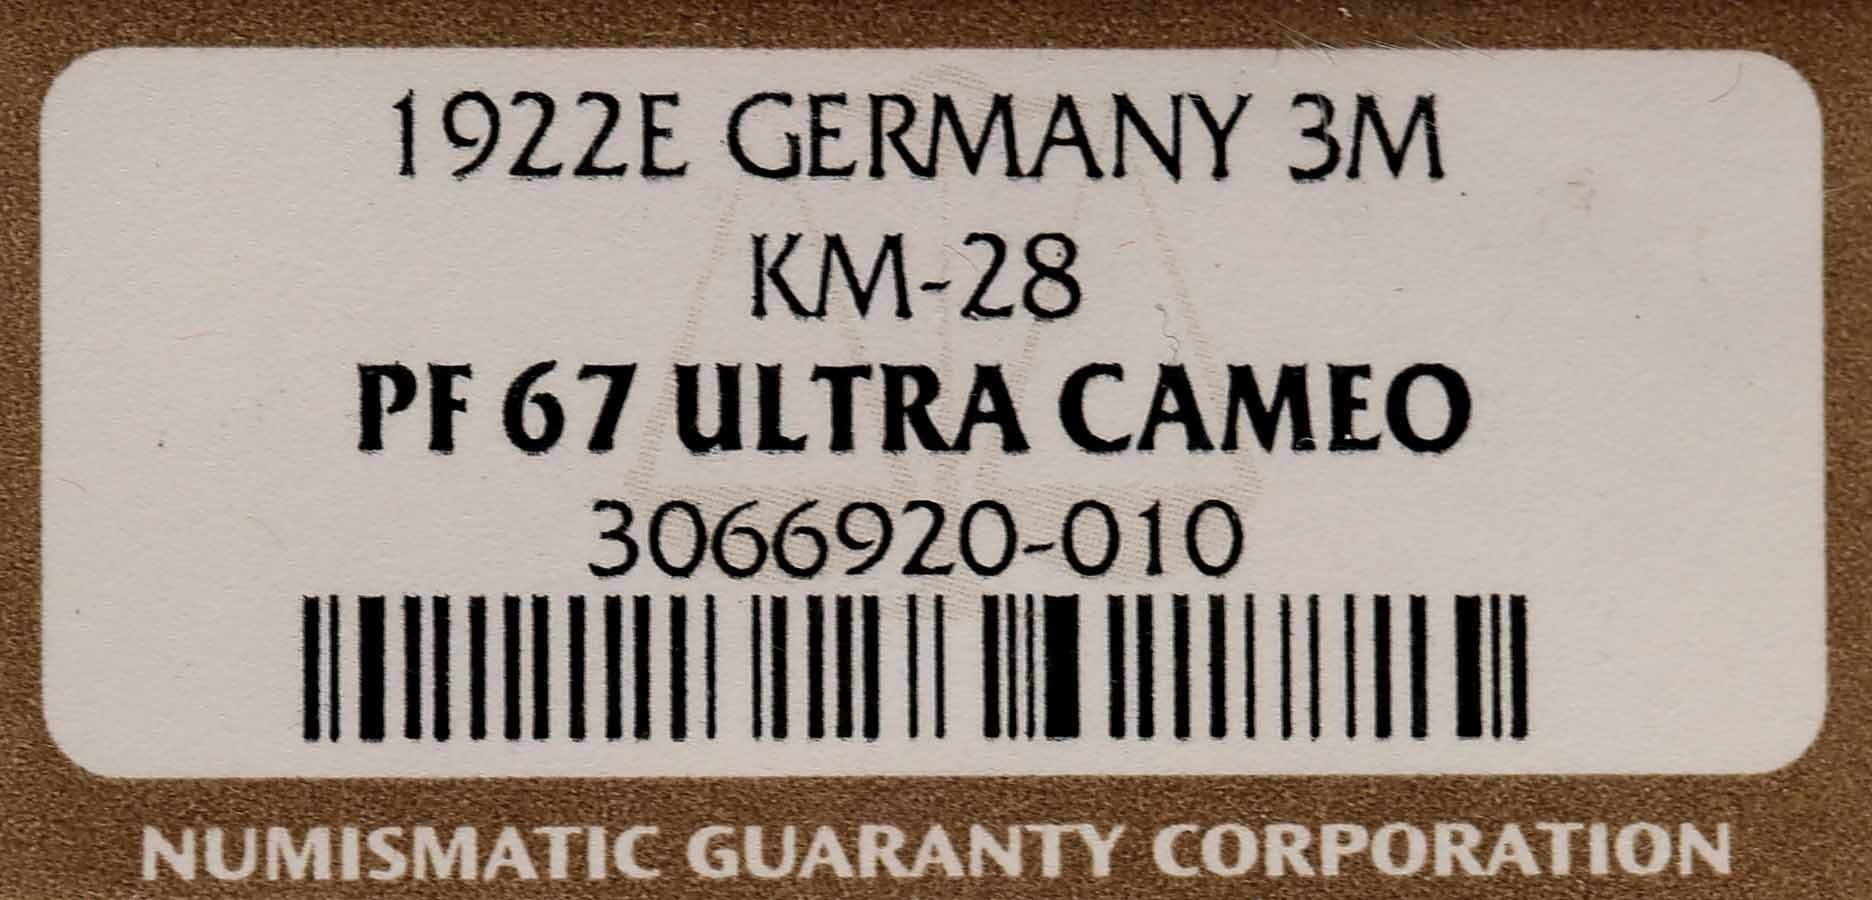 1922E GERMANY 3M
KM-28
PF 67 ULTRA CAMEO
3066920-010
NUMISMATIC GUARANTY CORPORATION